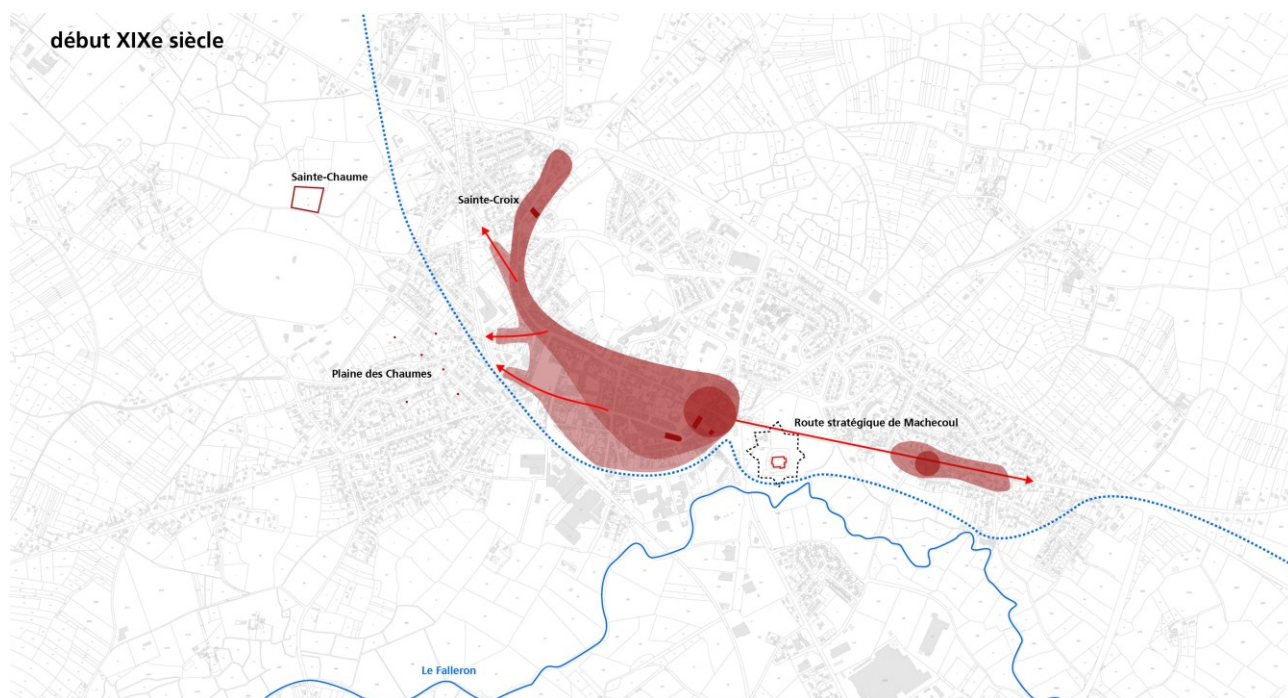 début XIXe siècle
Sainte-Chaume
Sainte-Croix
Plaine des Chaumes
Route stratégique de Machecoul
Le Falleron